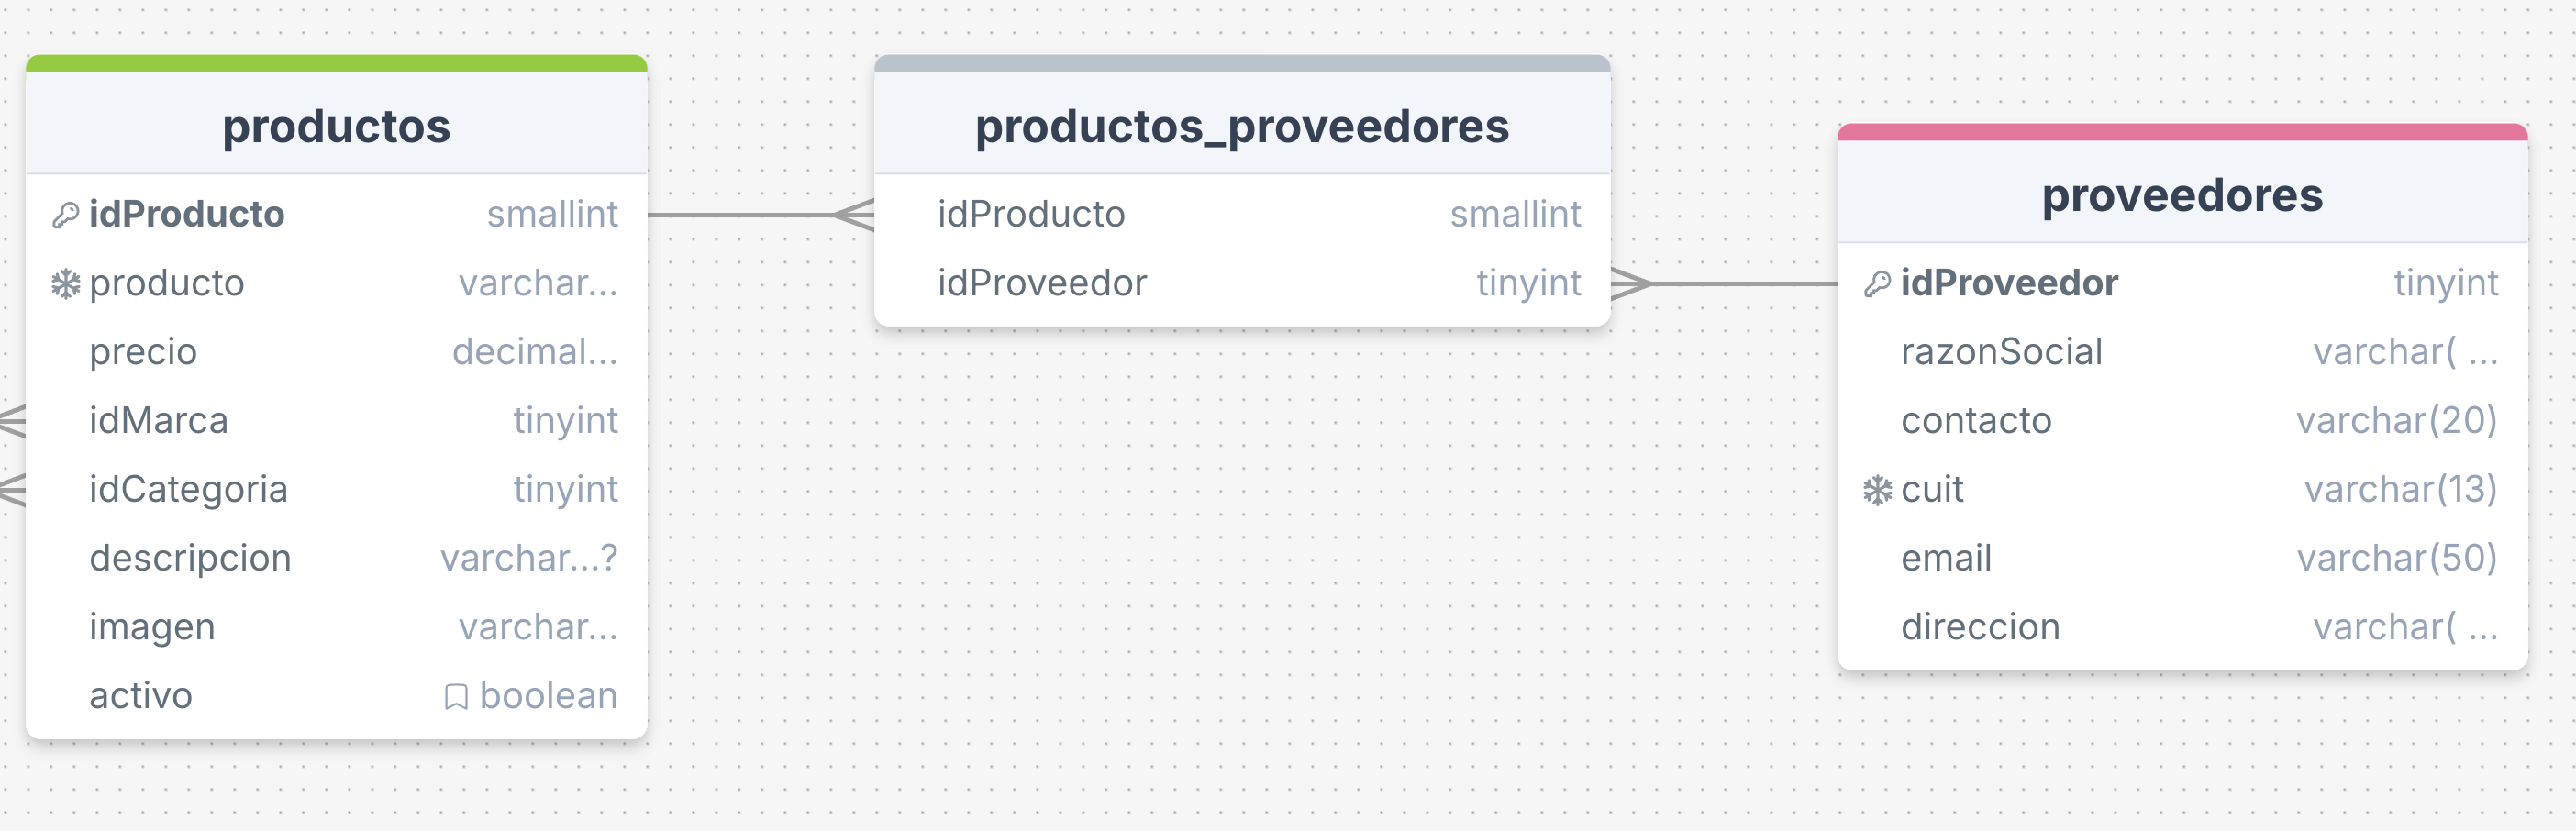 productos
idProducto smallint
producto varchar...
precio decimal...
idMarca tinyint
idCategoria tinyint
descripcion varchar...?
imagen varchar...
activo boolean
productos_proveedores
idProducto smallint
idProveedor tinyint
proveedores
idProveedor tinyint
razonSocial varchar( ...
contacto varchar(20)
cuit varchar(13)
email varchar(50)
direccion varchar( ...